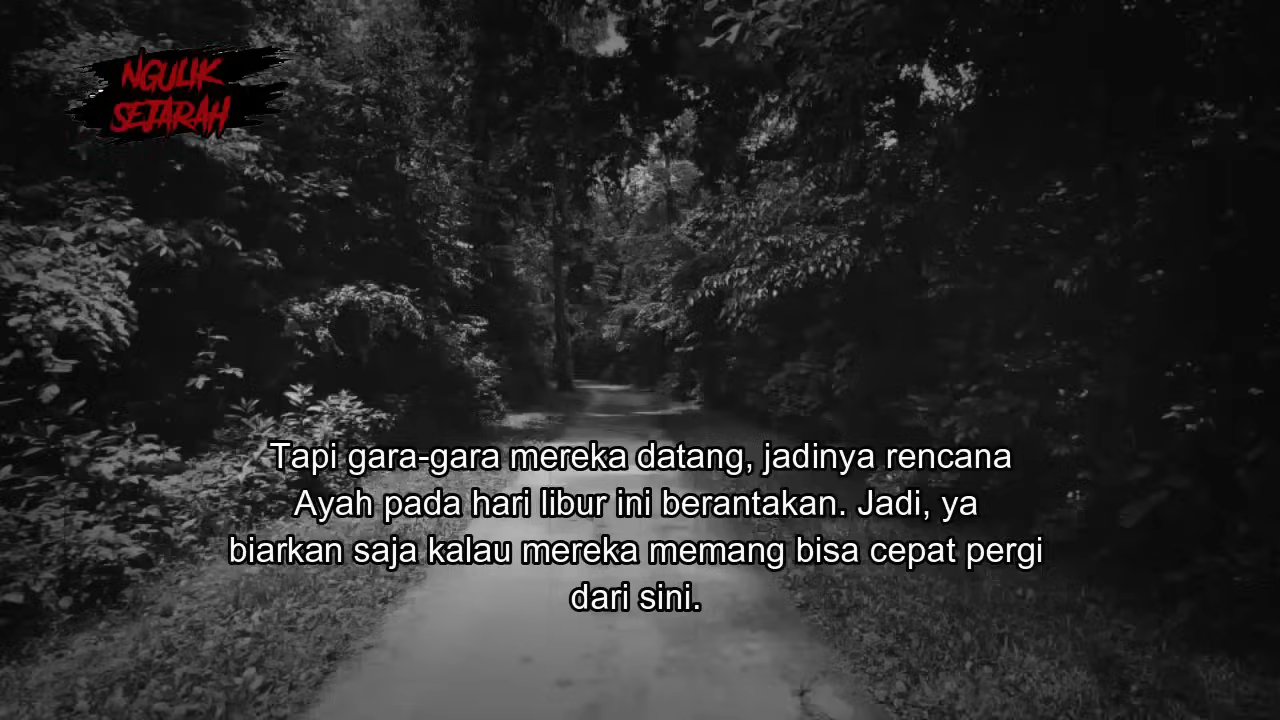 NGULIK
SEJARAH
Tapi gara-gara mereka datang, jadinya rencana
Ayah pada hari libur ini berantakan. Jadi, ya
biarkan saja kalau mereka memang bisa cepat pergi
dari sini.